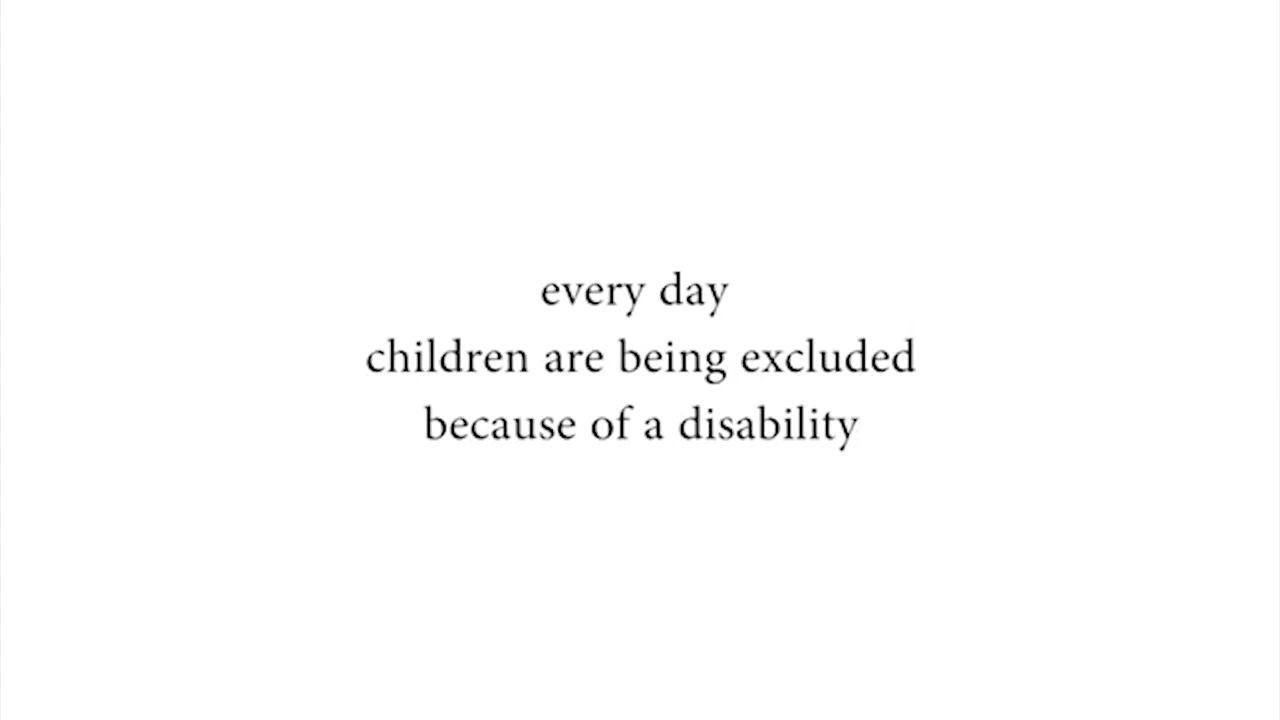 every day
children are being excluded
because of a disability